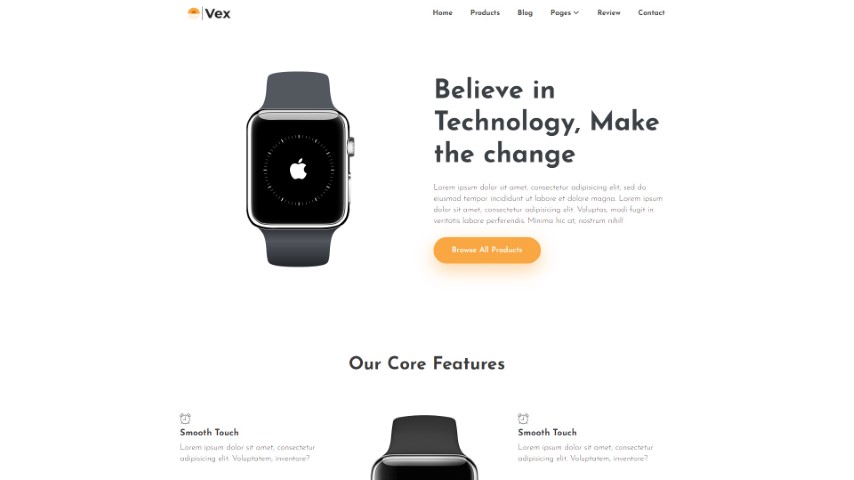 Vex
Home Products Blog Pages Review Contact
Believe in
Technology, Make
the change
Lorem ipsum dolor sit amet, consectetur adipisicing elit, sed do
eiusmod tempor incididunt ut labore et dolore magna. Lorem ipsum
dolor sit amet, consectetur adipisicing elit. Voluptas, modi fugit in
veritatis labore perferendis. Minima hic at, nostrum nihil!
Browse All Products
Our Core Features
Smooth Touch
Lorem ipsum dolor sit amet, consectetur
adipisicing elit. Voluptatem, inventore?
Smooth Touch
Lorem ipsum dolor sit amet, consectetur
adipisicing elit. Voluptatem, inventore?